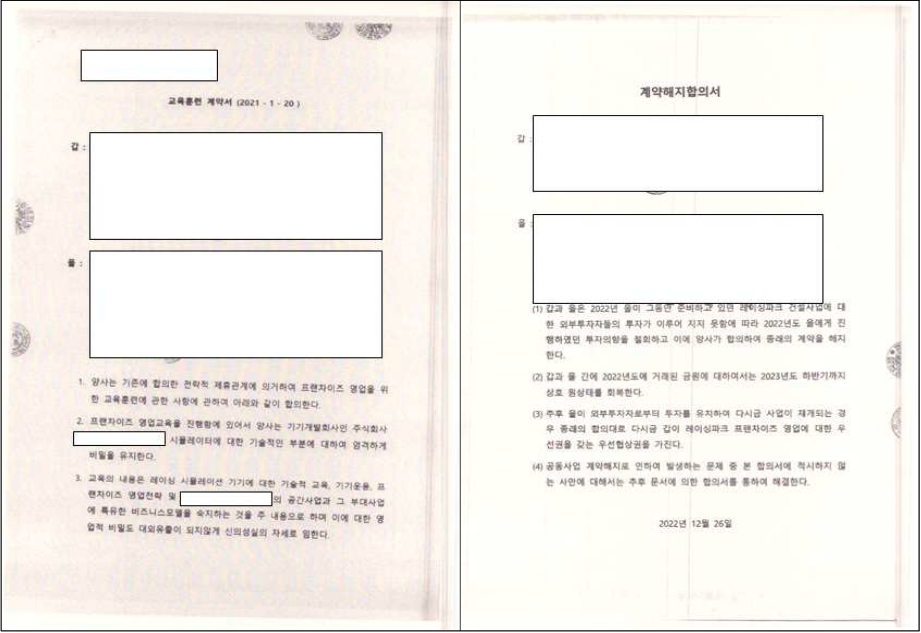 교육훈련 계약서 (2021 - 1 - 20 )
갑 :
을 :
1. 양사는 기존에 합의한 전략적 제휴관계에 의거하여 프랜차이즈 영업을 위
한 교육훈련에 관한 사항에 관하여 아래와 같이 합의한다.
2. 프랜차이즈 영업교육을 진행함에 있어서 양사는 기기개발회사인 주식회사
시뮬레이터에 대한 기술적인 부분에 대하여 엄격하게
비밀을 유지한다.
3. 교육의 내용은 레이싱 시뮬레이션 기기에 대한 기술적 교육, 기기운용, 프
랜차이즈 영업전략 및 의 공간사업과 그 부대사업
에 특유한 비즈니스모델을 숙지하는 것을 주 내용으로 하며 이에 대한 영
업적 비밀도 대외유출이 되지않게 신의성실의 자세로 임한다.
계약해지합의서
갑 :
을 :
(1) 갑과 을은 2022년 을이 그동안 준비하고 있던 레이싱파크 건설사업에 대
한 외부투자자들의 투자가 이루어 지지 못함에 따라 2022년도 을에게 진
행하였던 투자의향을 철회하고 이에 양사가 합의하여 종래의 계약을 해지
한다.
(2) 갑과 을 간에 2022년도에 거래된 금원에 대하여서는 2023년도 하반기까지
상호 원상태를 회복한다.
(3) 추후 을이 외부투자자로부터 투자를 유치하여 다시금 사업이 재개되는 경
우 종래의 합의대로 다시금 갑이 레이싱파크 프랜차이즈 영업에 대한 우
선권을 갖는 우선협상권을 가진다.
(4) 공동사업 계약해지로 인하여 발생하는 문제 중 본 합의서에 적시하지 않
는 사안에 대해서는 추후 문서에 의한 합의서를 통하여 해결한다.
2022년 12월 26일